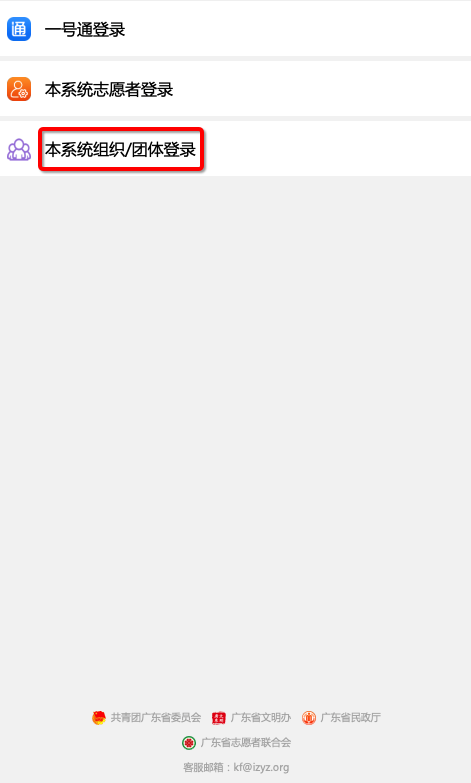 通 一号通登录
本系统志愿者登录
本系统组织/团体登录
共青团广东省委员会 广东省文明办 广东省民政厅
广东省志愿者联合会
客服邮箱：kf@izyz.org